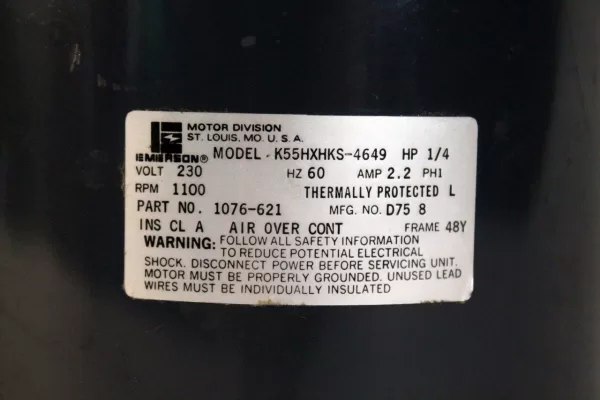 MOTOR DIVISION
ST. LOUIS, MO. U.S.A.
EMERSON® MODEL - K55HXHKS-4649 HP 1/4
VOLT 230 HZ 60 AMP 2.2 PH1
RPM 1100 THERMALLY PROTECTED L
PART NO. 1076-621 MFG. NO. D75 8
INS CL A AIR OVER CONT FRAME 48Y
WARNING: FOLLOW ALL SAFETY INFORMATION
TO REDUCE POTENTIAL ELECTRICAL
SHOCK. DISCONNECT POWER BEFORE SERVICING UNIT.
MOTOR MUST BE PROPERLY GROUNDED. UNUSED LEAD
WIRES MUST BE INDIVIDUALLY INSULATED